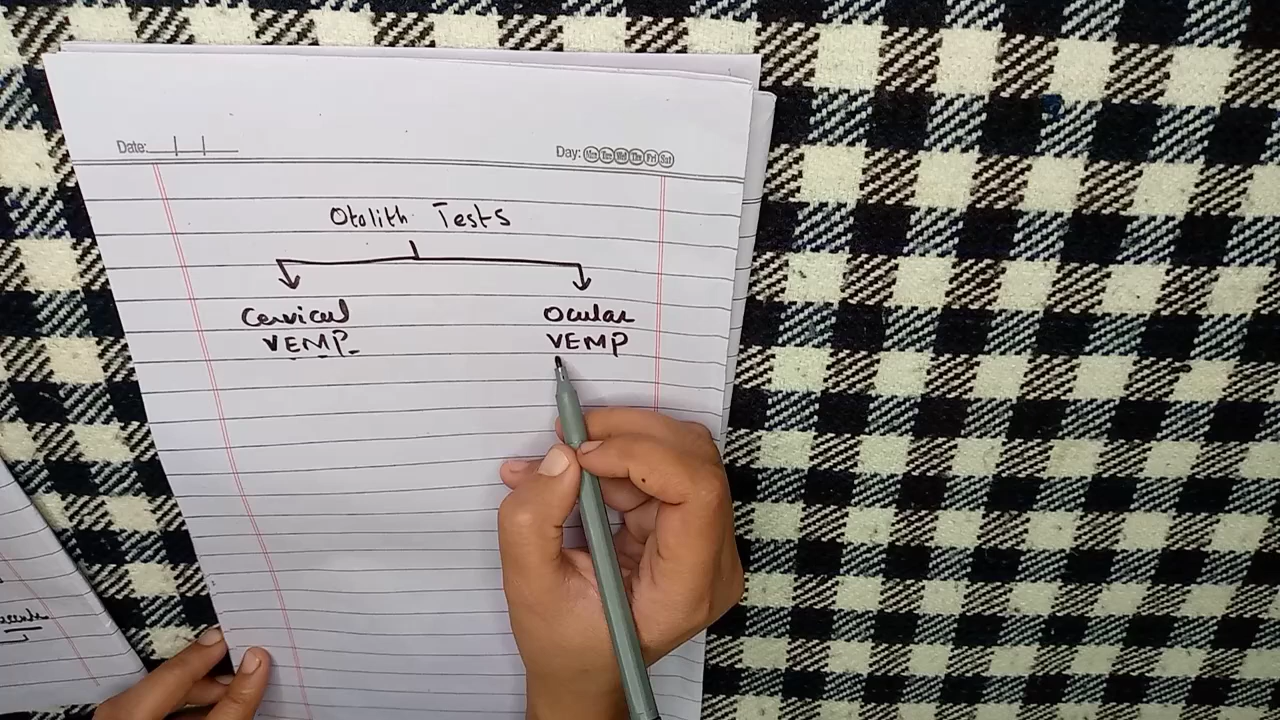 Date:
Day: Mon Tue Wed Thu Fri Sat
Otolith Tests
Cervical
VEMP
Ocular
VEMP